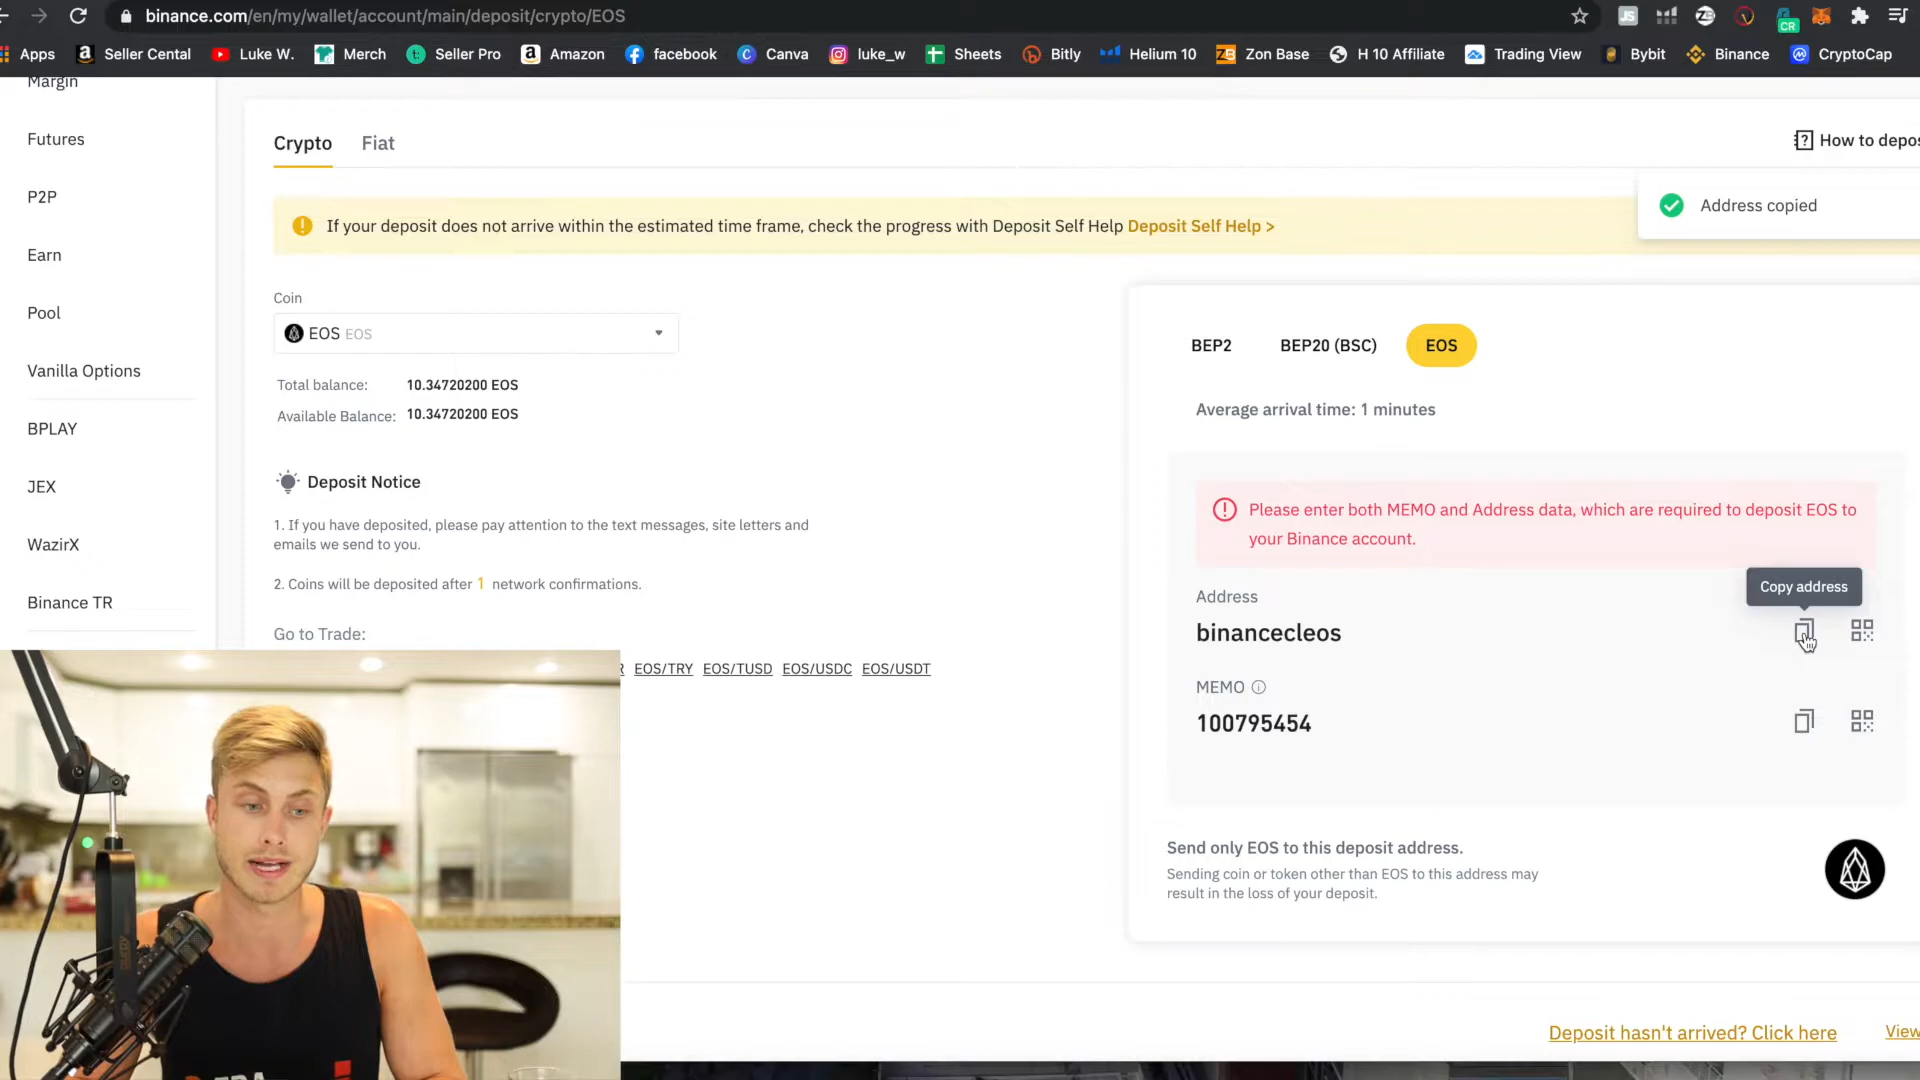 binance.com/en/my/wallet/account/main/deposit/crypto/EOS
Apps Seller Cental Luke W. Merch Seller Pro Amazon facebook Canva luke_w Sheets Bitly Helium 10 Zon Base H 10 Affiliate Trading View Bybit Binance CryptoCap
Margin
Futures
P2P
Earn
Pool
Vanilla Options
BPLAY
JEX
WazirX
Binance TR
Crypto Fiat
How to depos
Address copied
If your deposit does not arrive within the estimated time frame, check the progress with Deposit Self Help Deposit Self Help >
Coin
EOS EOS
Total balance: 10.34720200 EOS
Available Balance: 10.34720200 EOS
Deposit Notice
1. If you have deposited, please pay attention to the text messages, site letters and
emails we send to you.
2. Coins will be deposited after 1 network confirmations.
Go to Trade:
EOS/TRY EOS/TUSD EOS/USDC EOS/USDT
BEP2 BEP20 (BSC) EOS
Average arrival time: 1 minutes
Please enter both MEMO and Address data, which are required to deposit EOS to
your Binance account.
Copy address
Address
binancecleos
MEMO
100795454
Send only EOS to this deposit address.
Sending coin or token other than EOS to this address may
result in the loss of your deposit.
Deposit hasn't arrived? Click here View